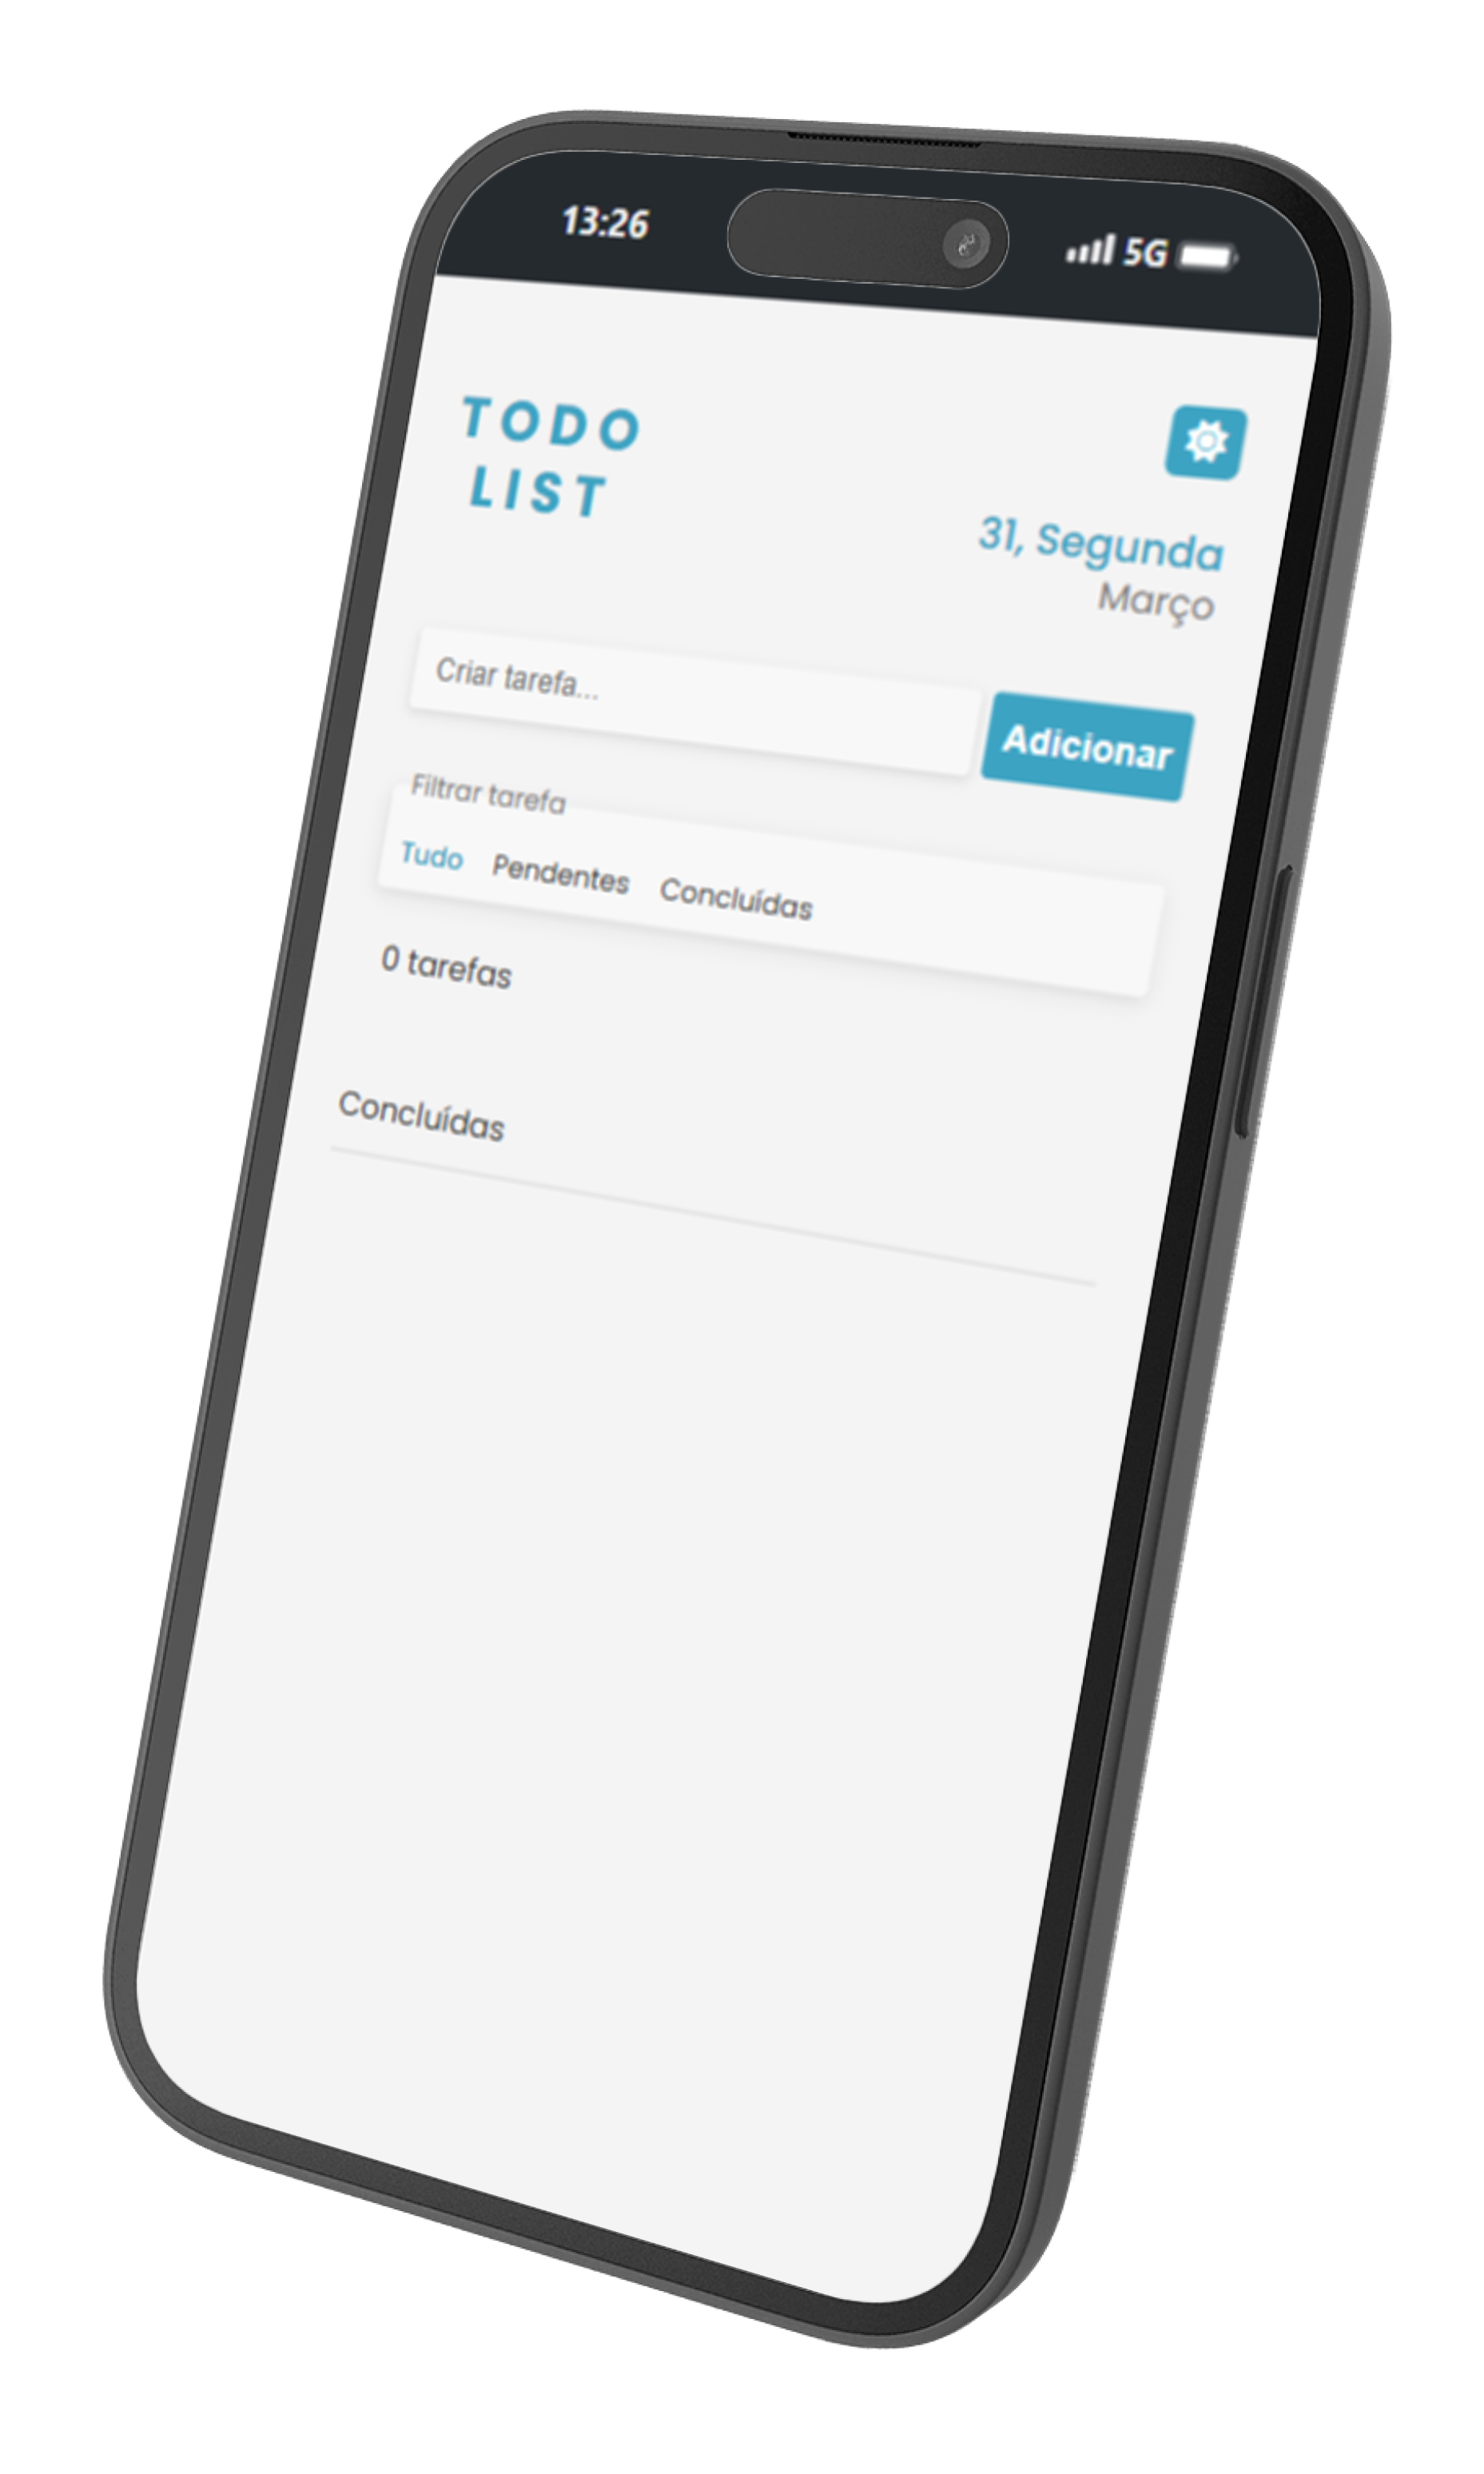 13:26
5G
TODO
LIST
31, Segunda
Março
Criar tarefa...
Adicionar
Filtrar tarefa
Tudo Pendentes Concluídas
0 tarefas
Concluídas